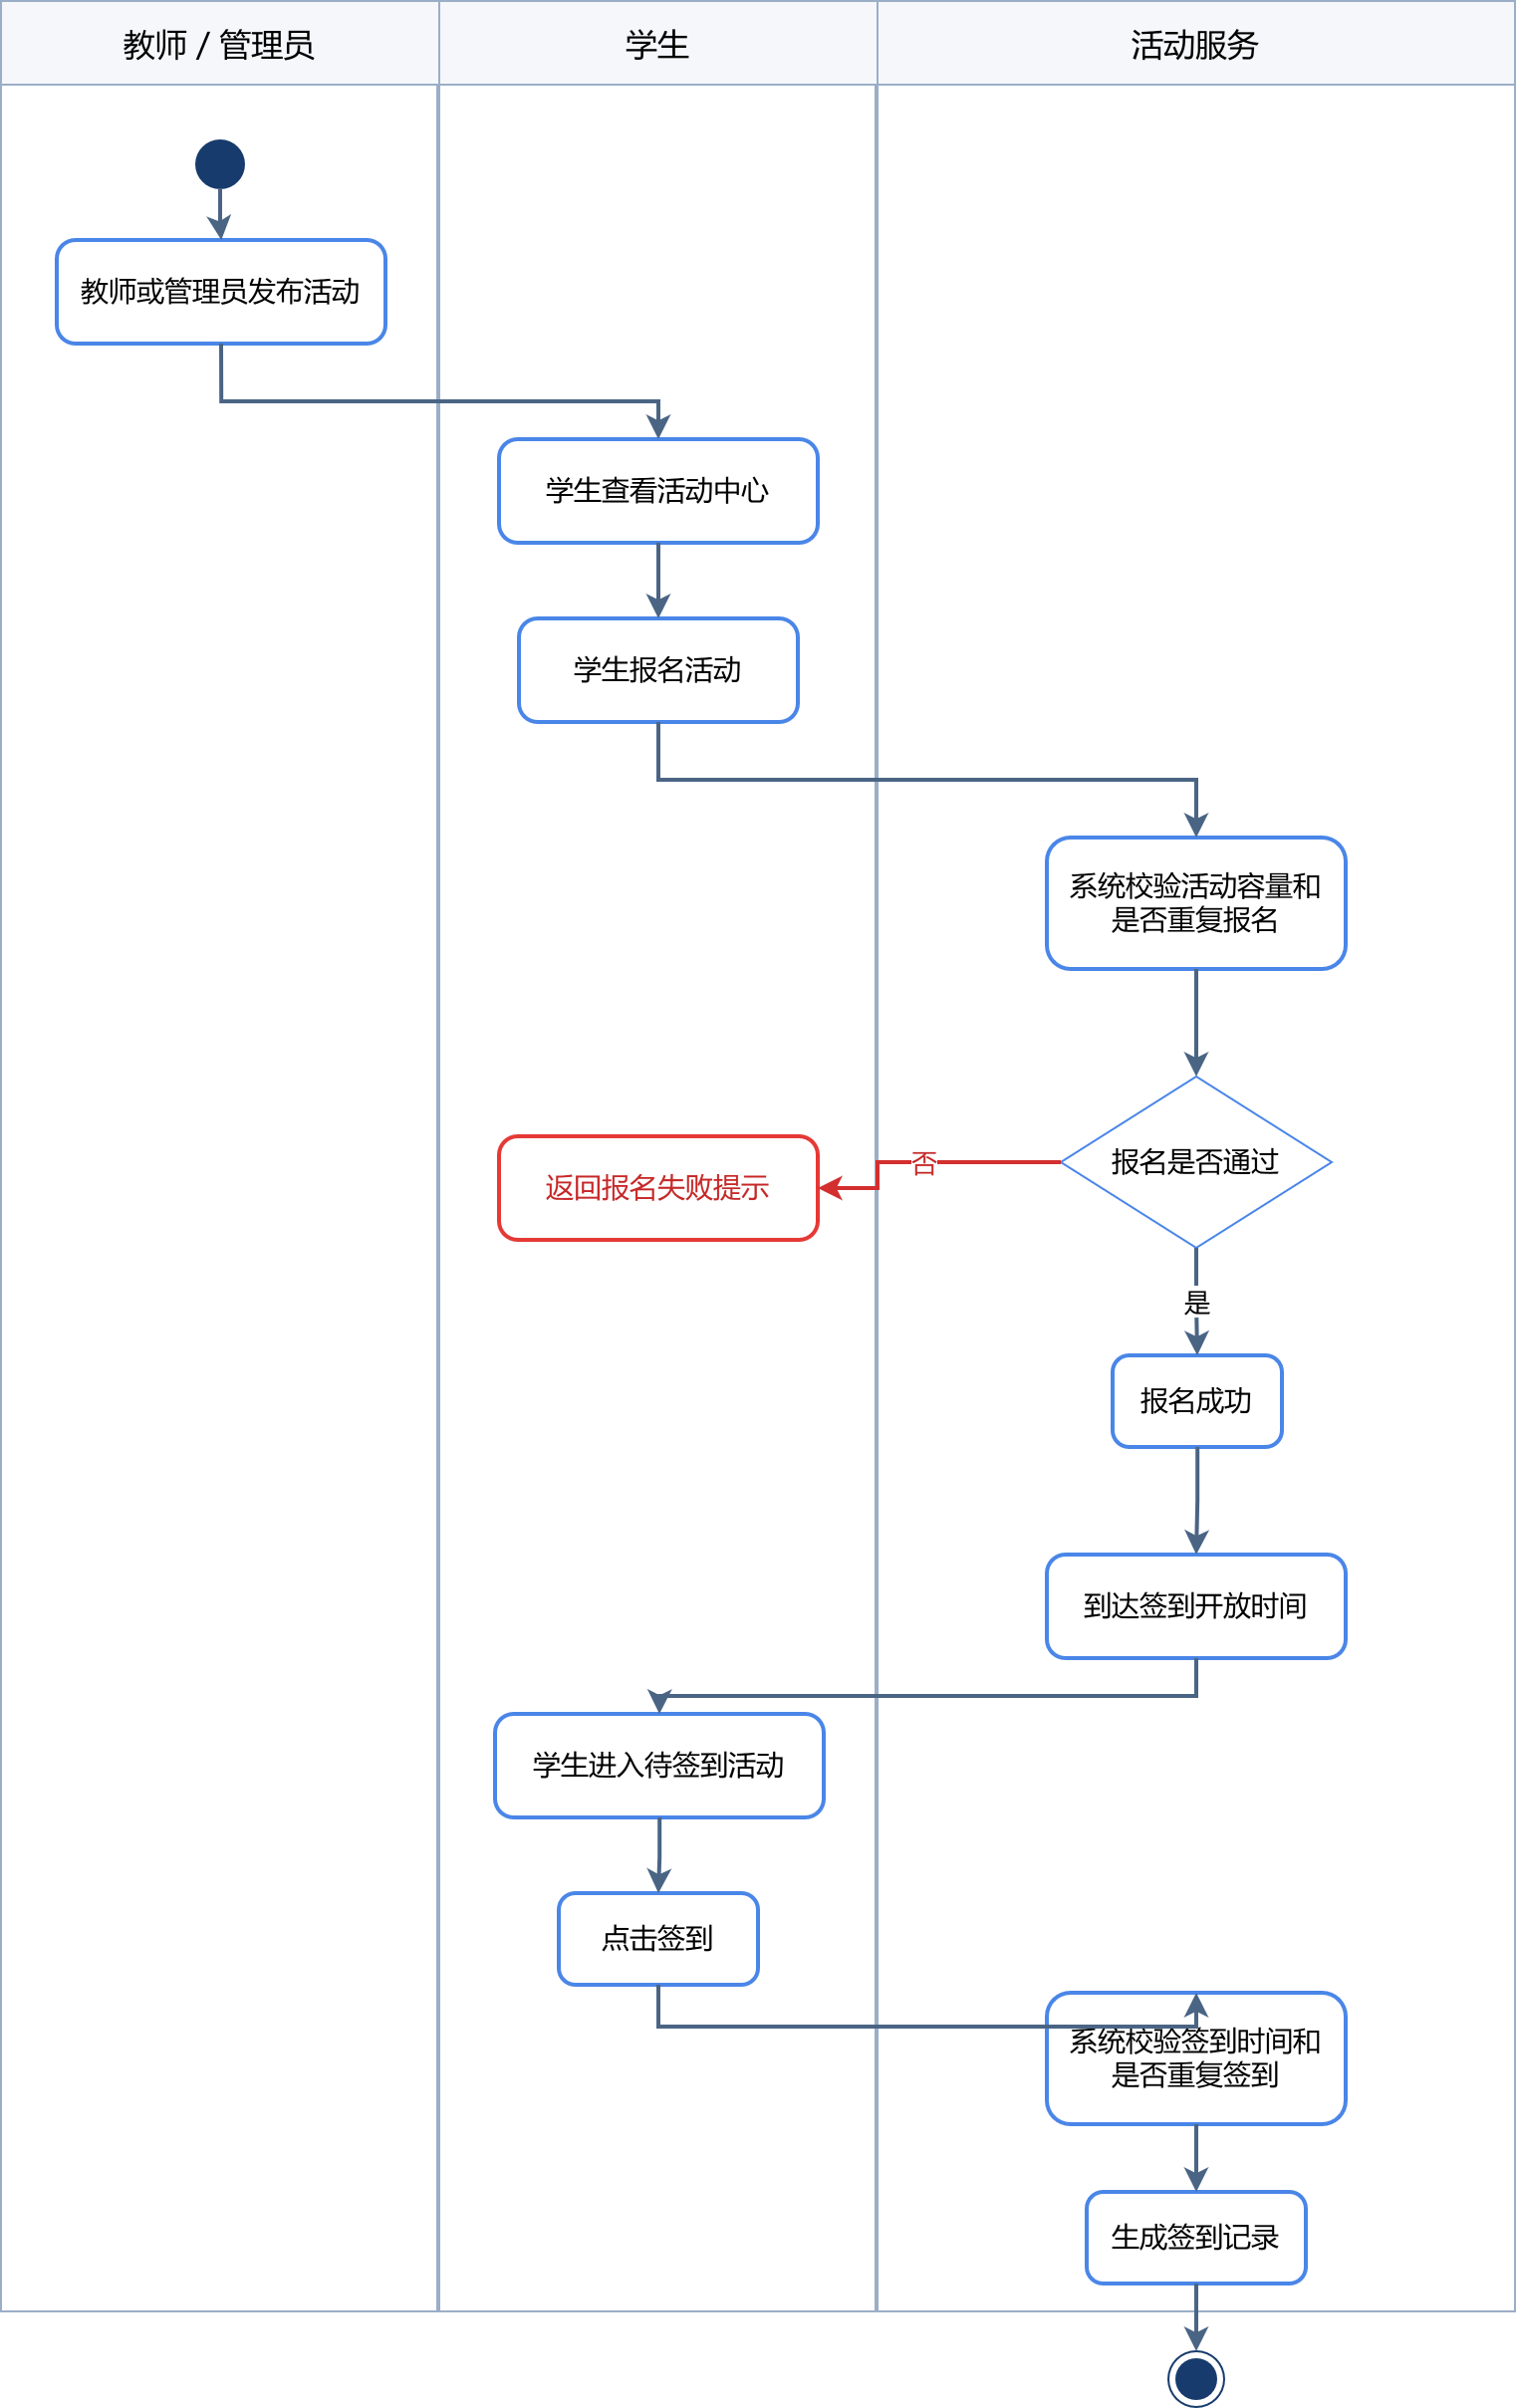 教师 / 管理员
学生
活动服务
教师或管理员发布活动
学生查看活动中心
学生报名活动
系统校验活动容量和
是否重复报名
报名是否通过
否
返回报名失败提示
是
报名成功
到达签到开放时间
学生进入待签到活动
点击签到
系统校验签到时间和
是否重复签到
生成签到记录